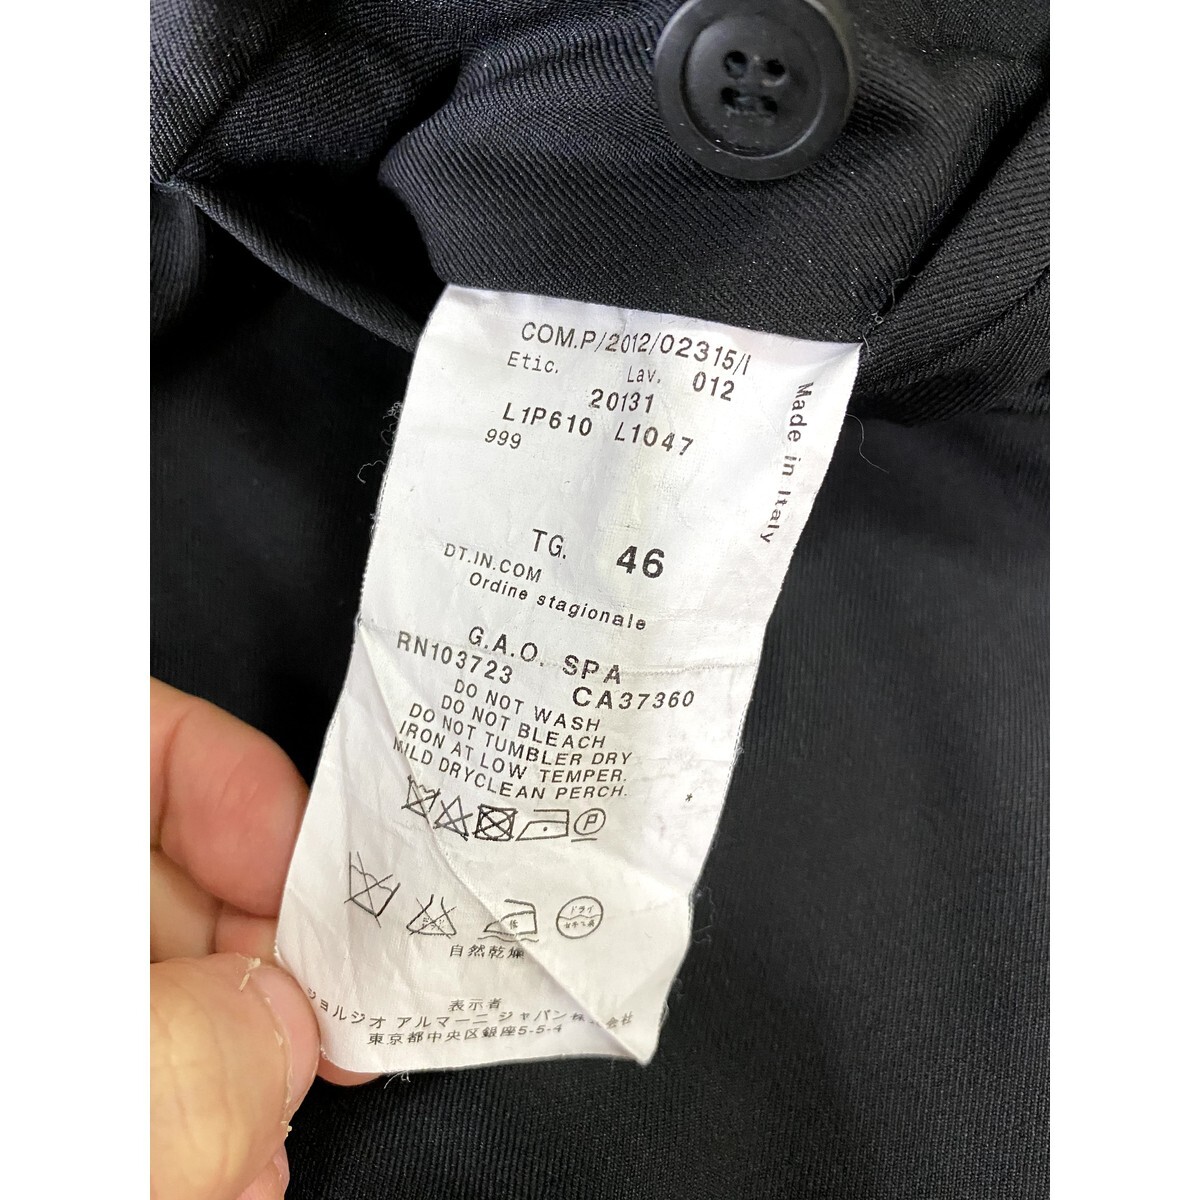 COM.P/2012/02315/I
Etic. Lav. 012
20131
L1P610 L1047
999
Made in Italy
TG. 46
DT.IN.COM
Ordine stagionale
G.A.O. SPA
RN103723 CA37360
DO NOT WASH
DO NOT BLEACH
DO NOT TUMBLER DRY
IRON AT LOW TEMPER.
MILD DRYCLEAN PERCH.
*
P
低 ドライ
自然乾燥
表示者
ジョルジオ アルマーニ ジャパン株式会社
東京都中央区銀座5-5-4